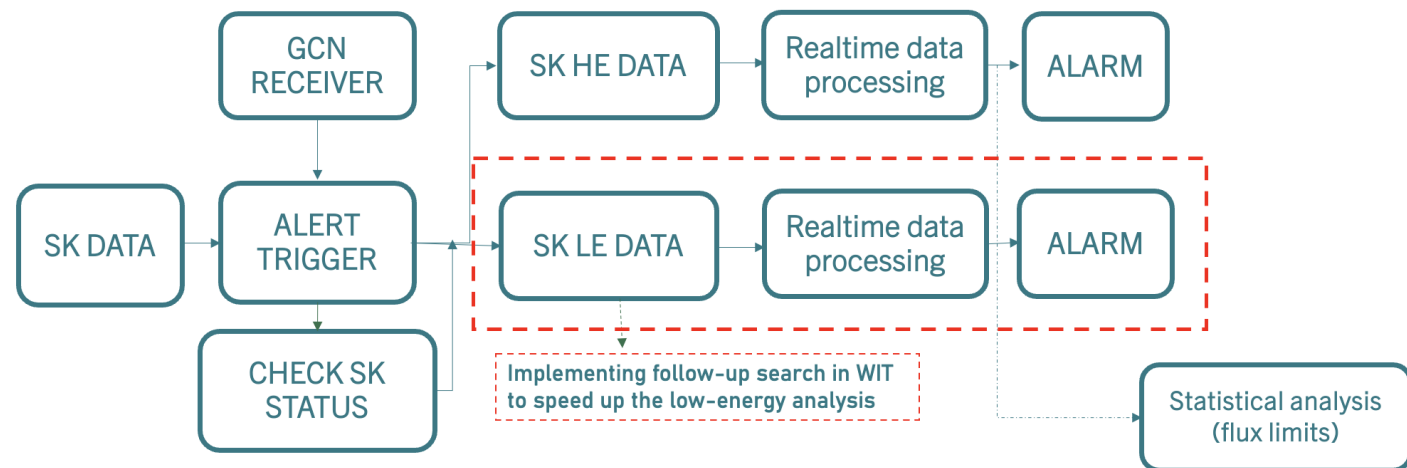 GCN
RECEIVER
SK HE DATA
Realtime data
processing
ALARM
SK DATA
ALERT
TRIGGER
SK LE DATA
Realtime data
processing
ALARM
CHECK SK
STATUS
Implementing follow-up search in WIT
to speed up the low-energy analysis
Statistical analysis
(flux limits)